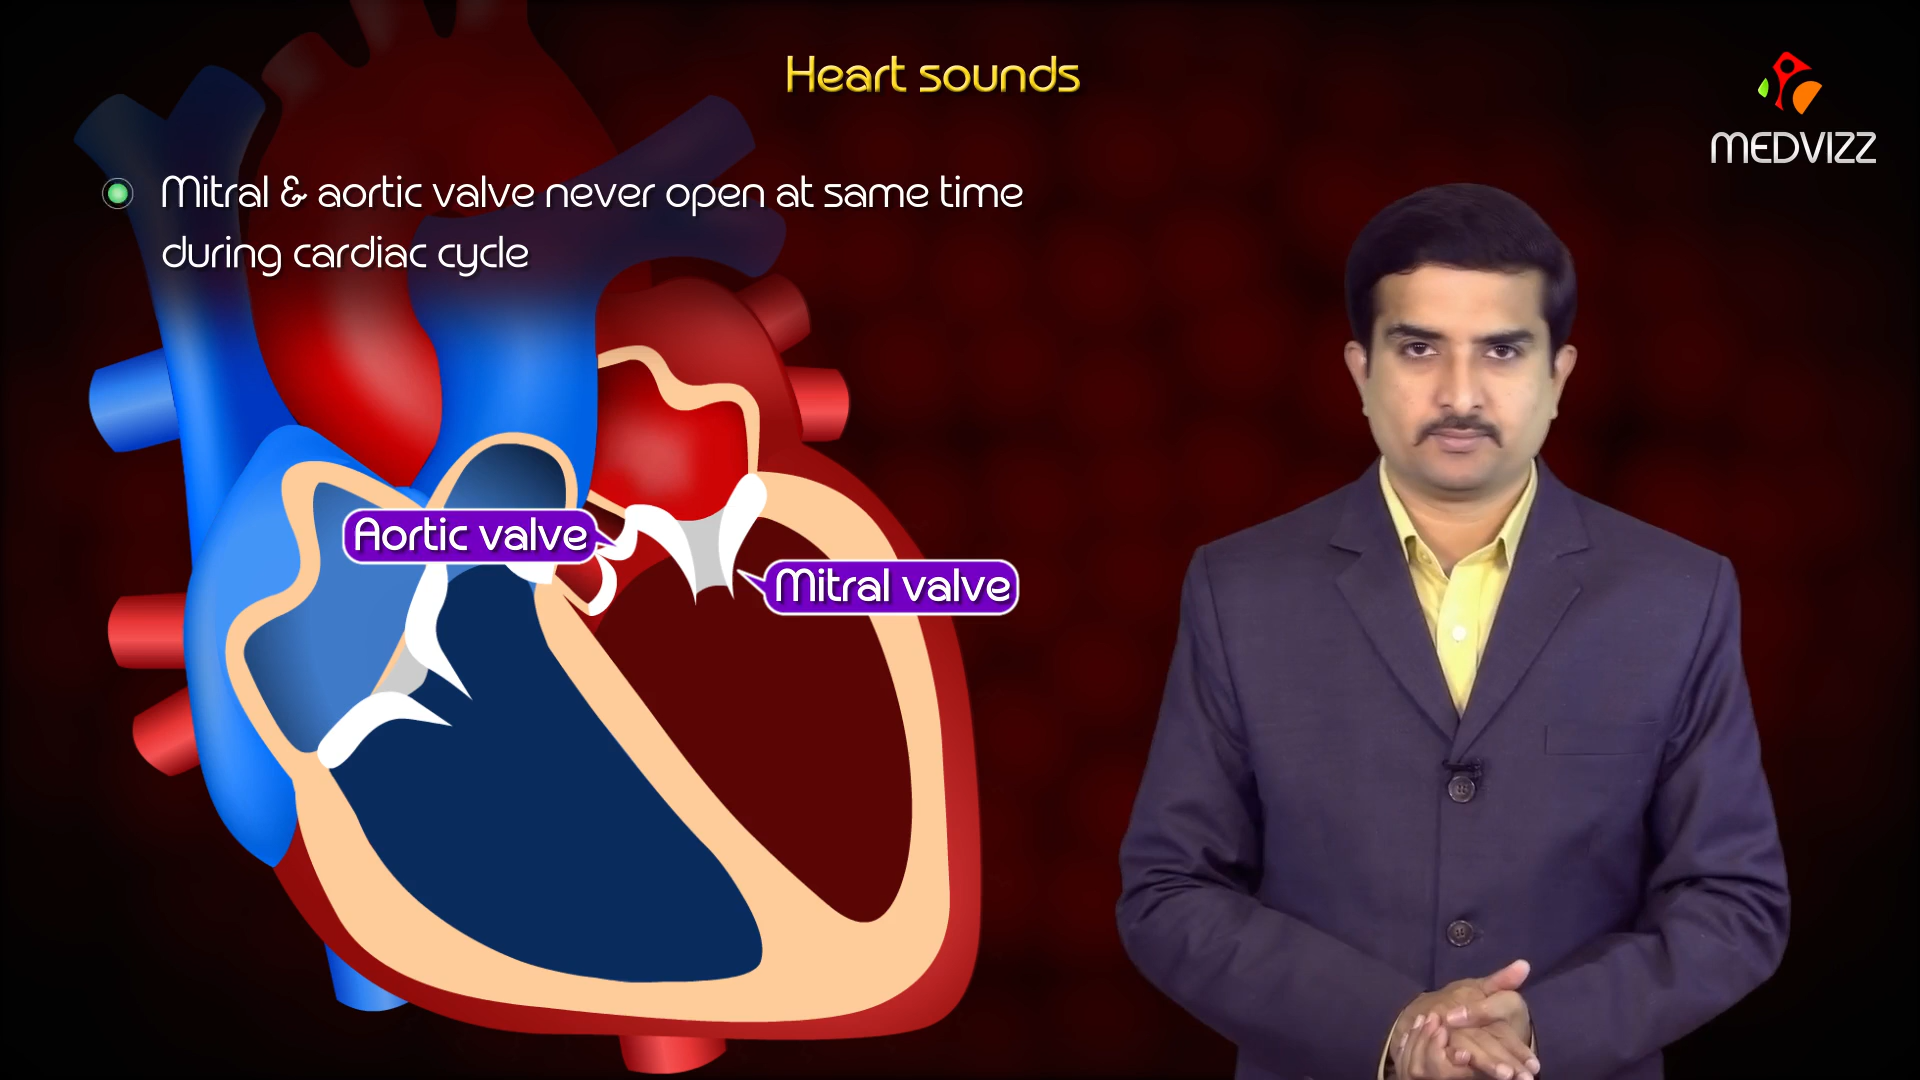 Heart sounds
MEDVIZZ
Mitral & aortic valve never open at same time
during cardiac cycle
Aortic valve
Mitral valve